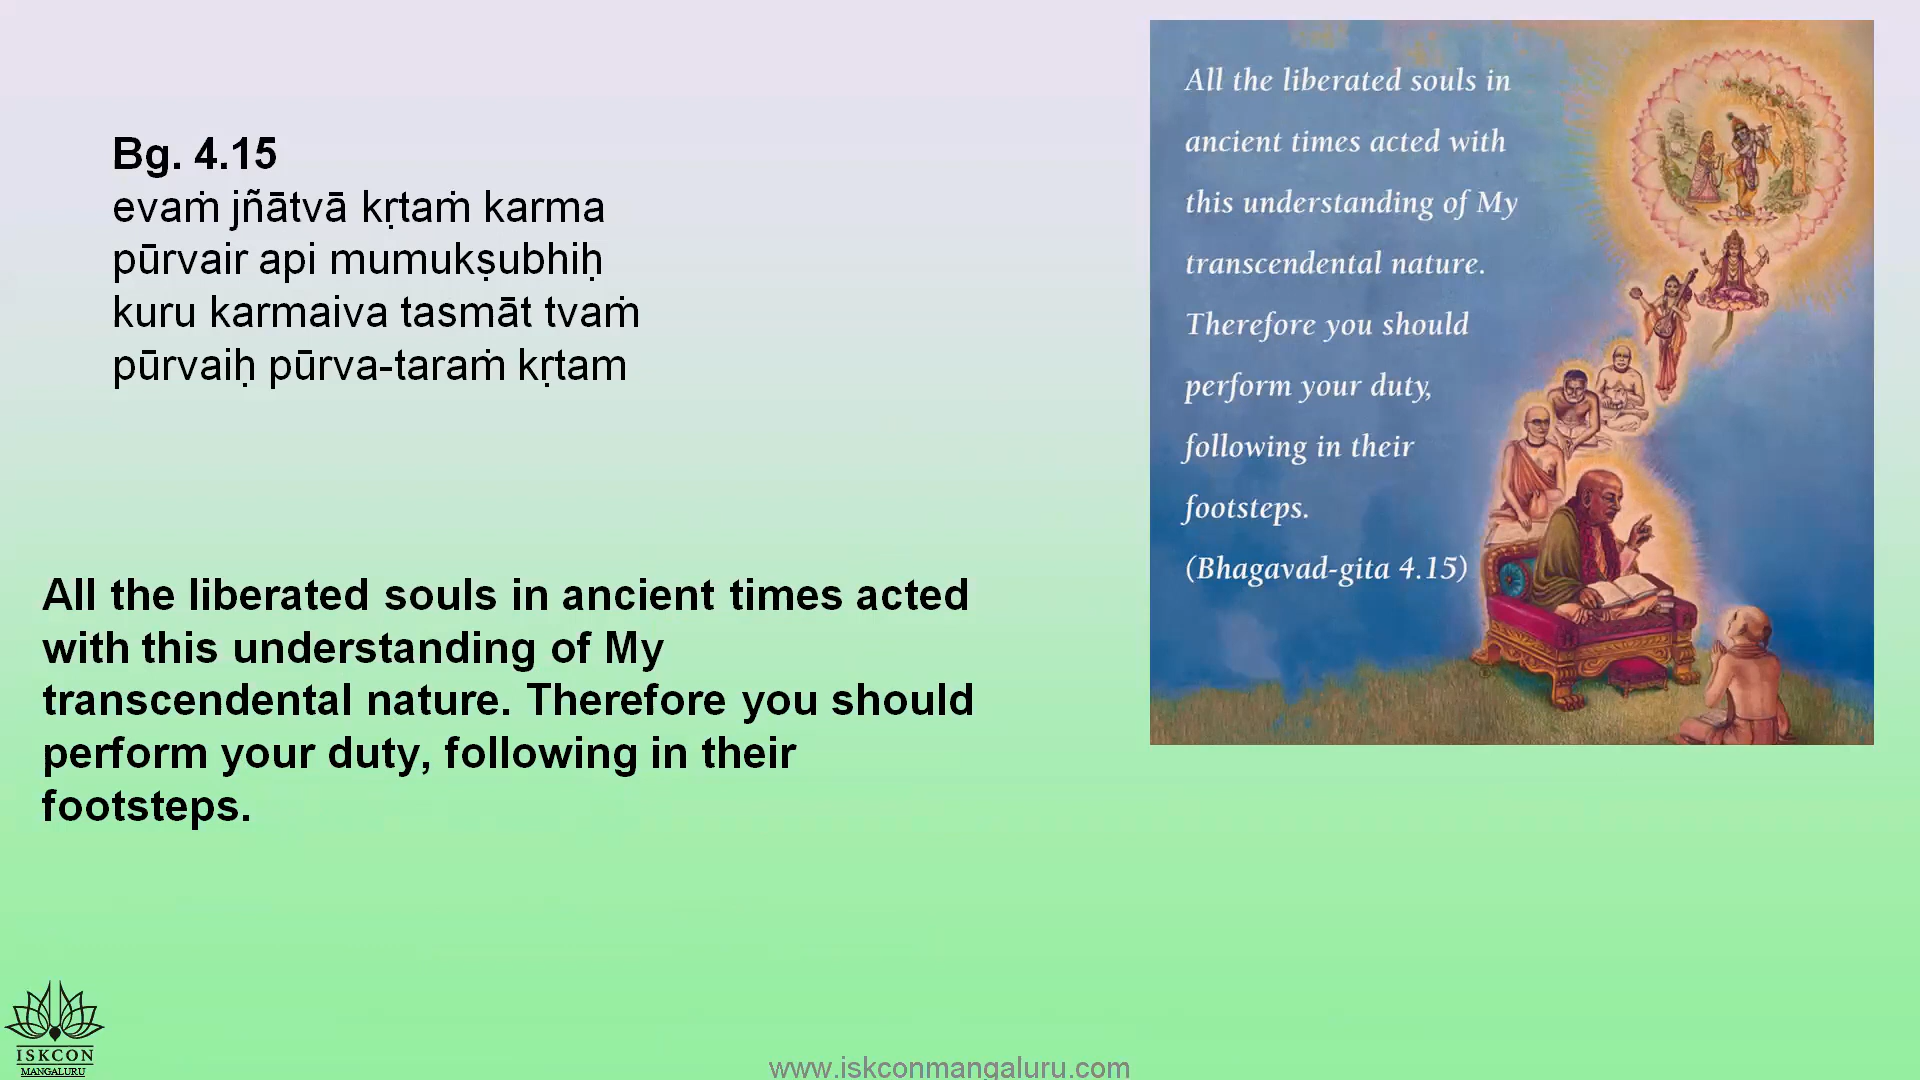 Bg. 4.15
evaṁ jñātvā kṛtaṁ karma
pūrvair api mumukṣubhiḥ
kuru karmaiva tasmāt tvaṁ
pūrvaiḥ pūrva-taraṁ kṛtam
All the liberated souls in ancient times acted
with this understanding of My
transcendental nature. Therefore you should
perform your duty, following in their
footsteps.
All the liberated souls in
ancient times acted with
this understanding of My
transcendental nature.
Therefore you should
perform your duty,
following in their
footsteps.
(Bhagavad-gita 4.15)
ISKCON
MANGALURU
www.iskconmangaluru.com